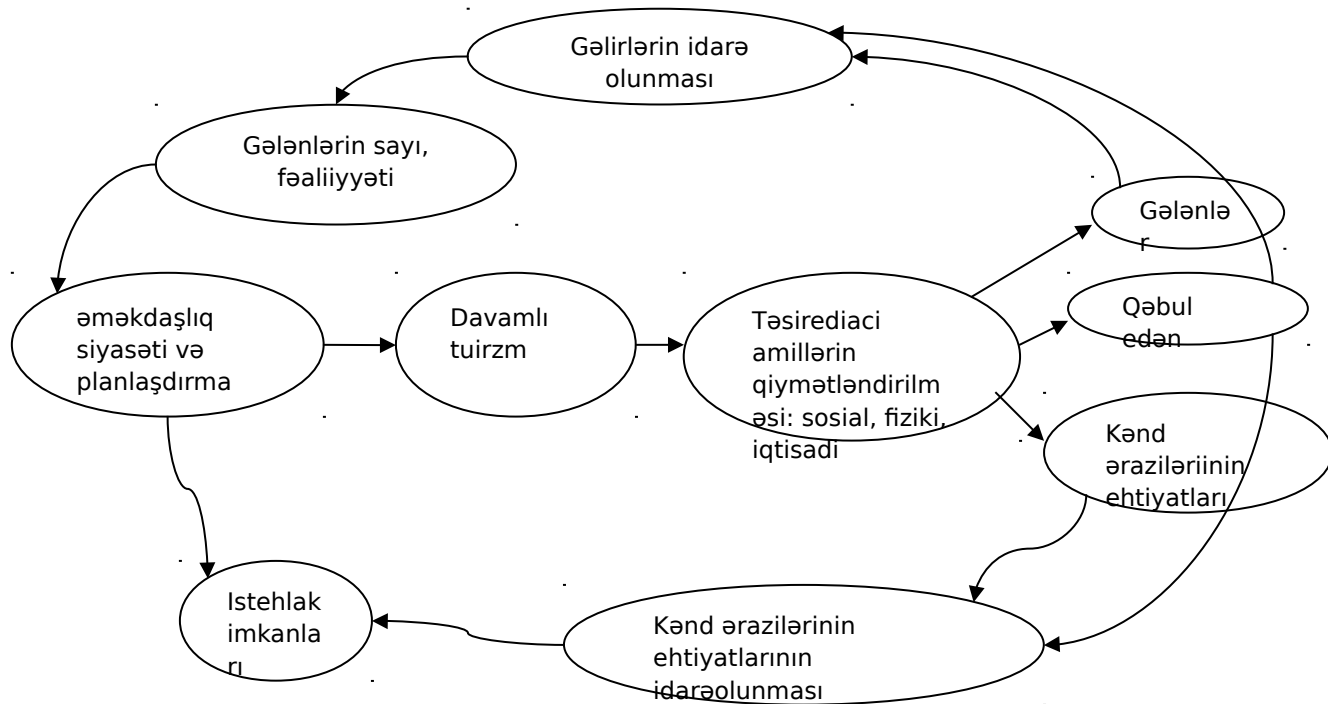 Gəlirlərin idarə
olunması
Gələnlərin sayı,
fəaliiyyəti
Gələnlə
r
əməkdaşlıq
siyasəti və
planlaşdırma
Davamlı
tuirzm
Təsirediaci
amillərin
qiymətləndirilm
əsi: sosial, fiziki,
iqtisadi
Qəbul
edən
Kənd
əraziləriinin
ehtiyatları
Istehlak
imkanla
rı
Kənd ərazilərinin
ehtiyatlarının
idarəolunması